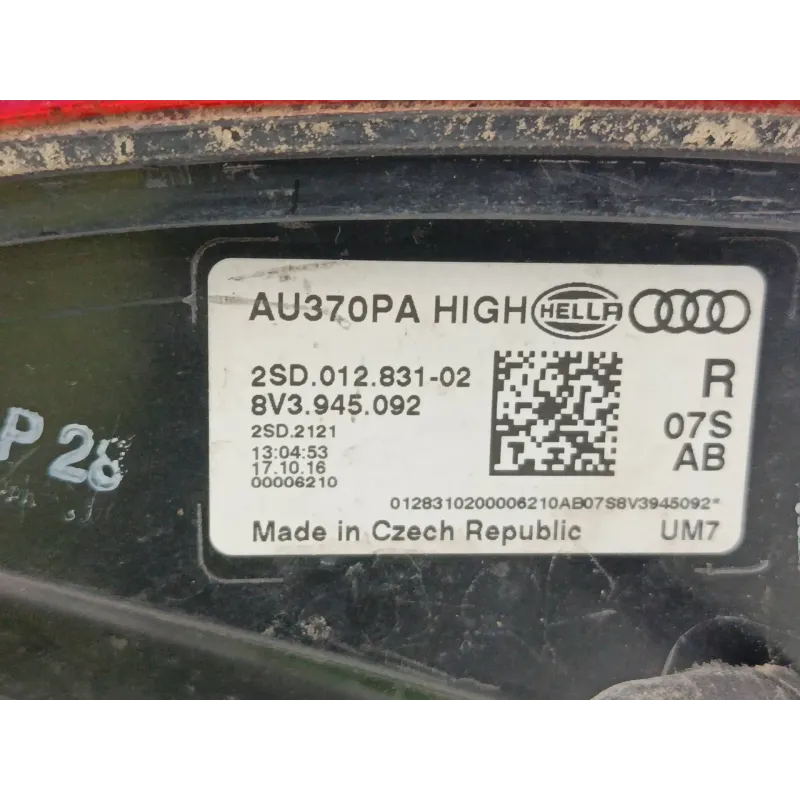 AU370PA HIGH HELLA
2SD.012.831-02
8V3.945.092
2SD.2121
13:04:53
17.10.16
00006210
R
07S
AB
0128310200006210AB07S8V3945092*
Made in Czech Republic UM7
P 28